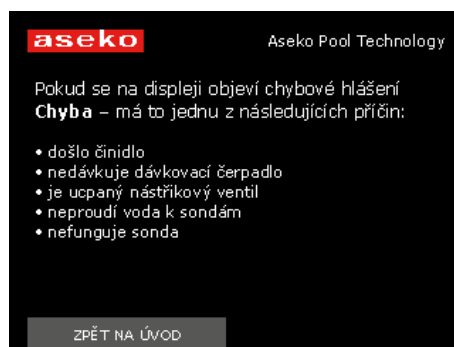 aseko
Aseko Pool Technology
Pokud se na displeji objeví chybové hlášení
Chyba – má to jednu z následujících příčin:
• došlo činidlo
• nedávkuje dávkovací čerpadlo
• je ucpaný nástřikový ventil
• neproudí voda k sondám
• nefunguje sonda
ZPĚT NA ÚVOD